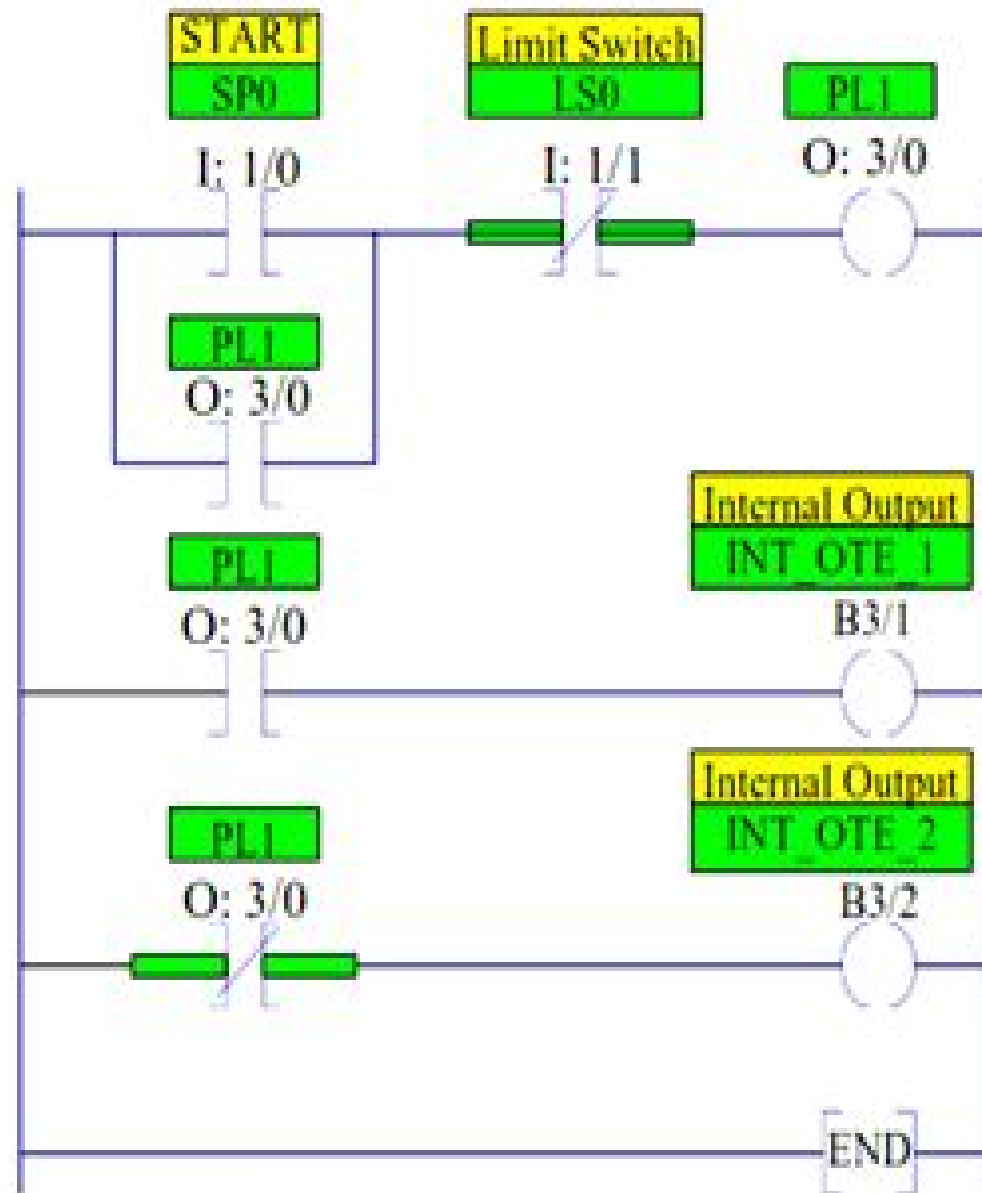 START
SP0
I: 1/0
Limit Switch
LS0
I: 1/1
PL1
O: 3/0
PL1
O: 3/0
PL1
O: 3/0
Internal Output
INT_OTE_1
B3/1
PL1
O: 3/0
Internal Output
INT_OTE_2
B3/2
END